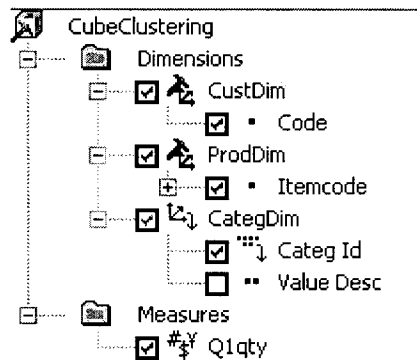 CubeClustering
Dimensions
CustDim
Code
ProdDim
Itemcode
CategDim
Categ Id
Value Desc
Measures
Q1qty